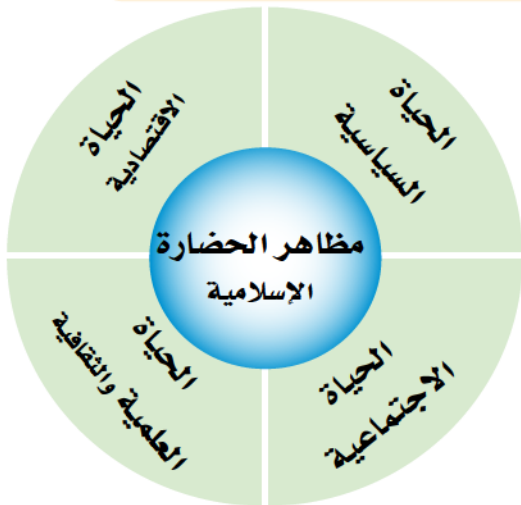 مظاهر الحضارة
الإسلامية
الحياة
السياسية
الحياة
الاقتصادية
الحياة
الاجتماعية
الحياة
العلمية والثقافية